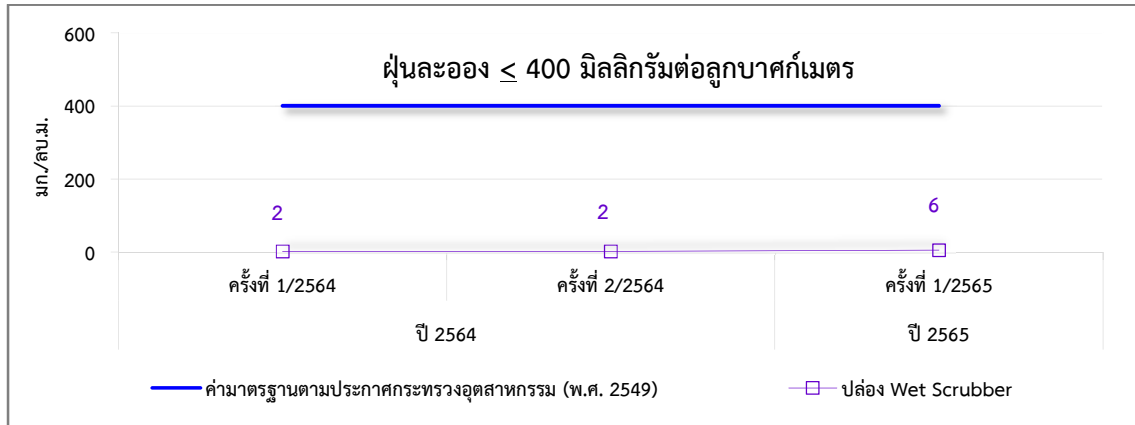 600
ฝุ่นละออง < 400 มิลลิกรัมต่อลูกบาศก์เมตร
400
มก./ลบ.ม.
200
2 2 6
0
ครั้งที่ 1/2564 ครั้งที่ 2/2564 ครั้งที่ 1/2565
ปี 2564 ปี 2565
ค่ามาตรฐานตามประกาศกระทรวงอุตสาหกรรม (พ.ศ. 2549) ปล่อง Wet Scrubber